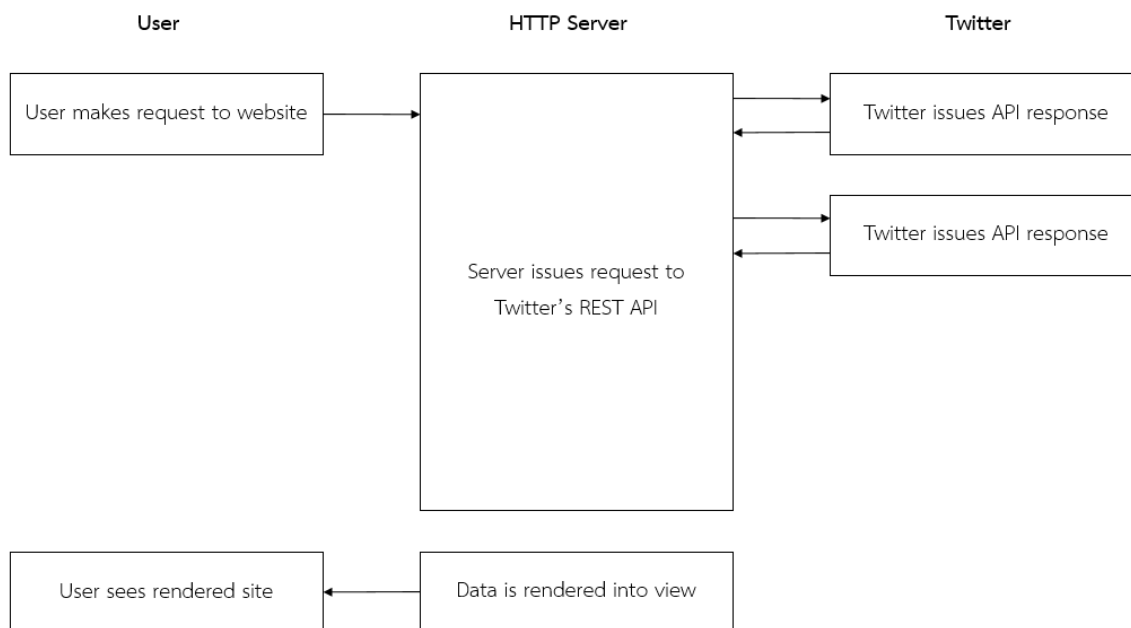 User
HTTP Server
Twitter
User makes request to website
Twitter issues API response
Twitter issues API response
Server issues request to
Twitter’s REST API
User sees rendered site
Data is rendered into view